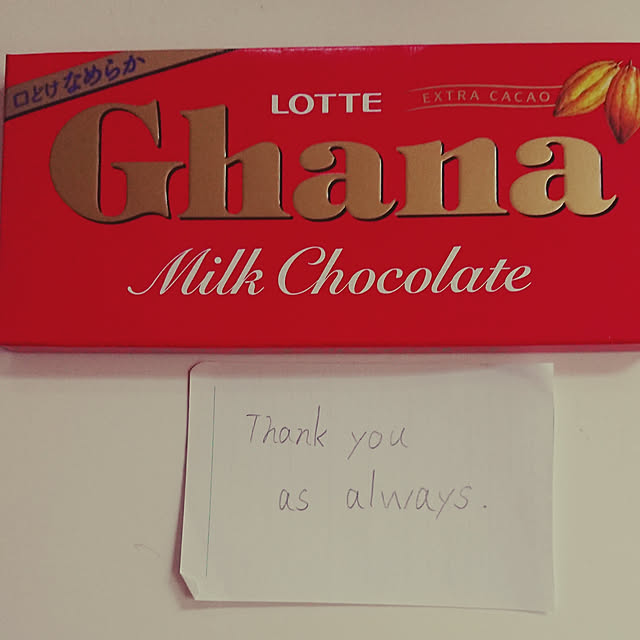 口どけなめらか
LOTTE
EXTRA CACAO
Ghana
Milk Chocolate
Thank you
as always.